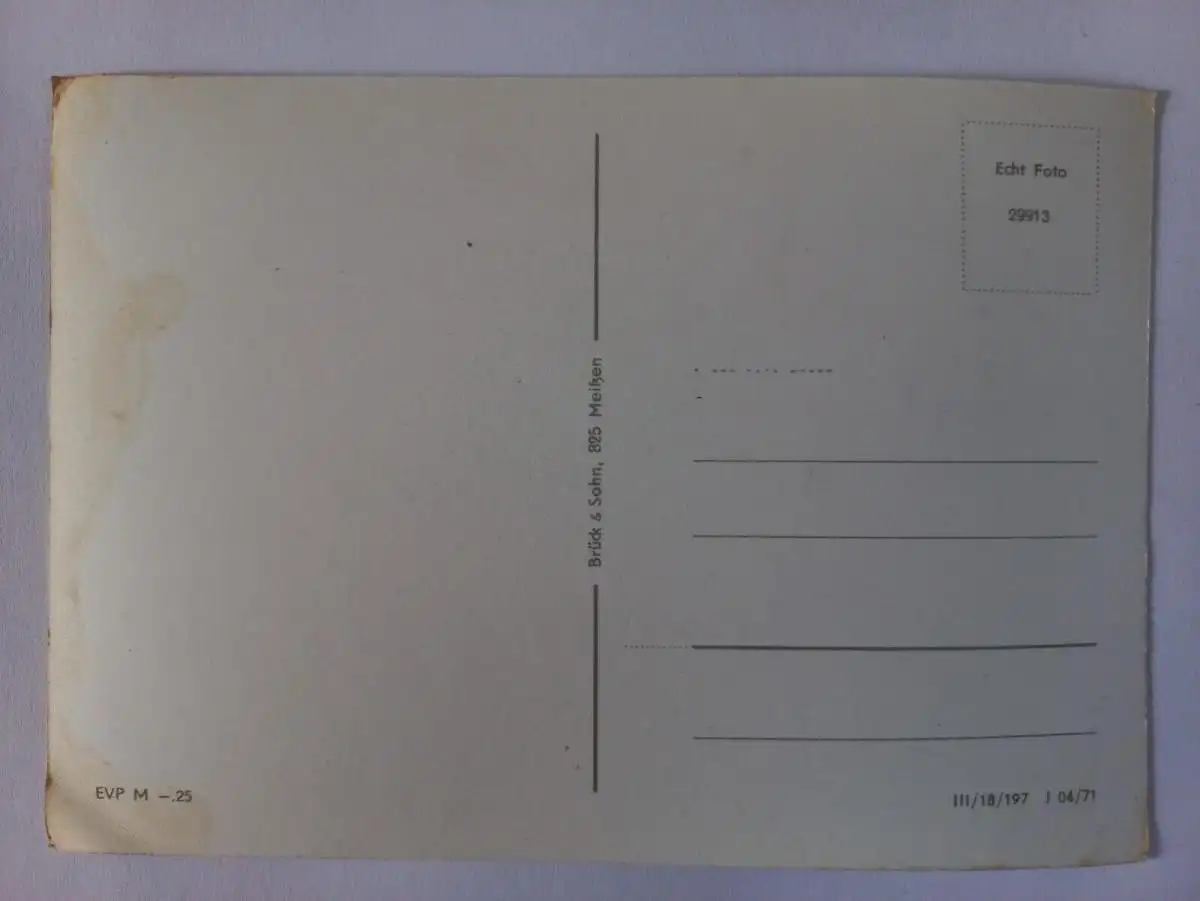 Echt Foto
29913
Brück & Sohn, 825 Meißen
EVP M –.25
III/18/197 J 04/71